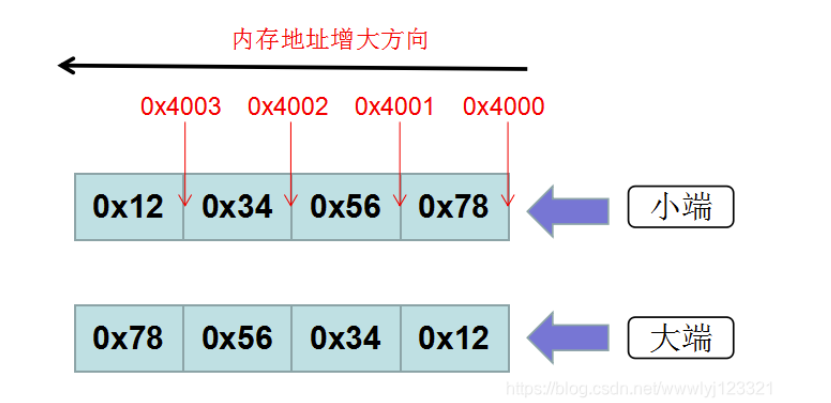 内存地址增大方向
0x4003 0x4002 0x4001 0x4000
0x12 0x34 0x56 0x78 小端
0x78 0x56 0x34 0x12 大端
https://blog.csdn.net/wwwlyj123321